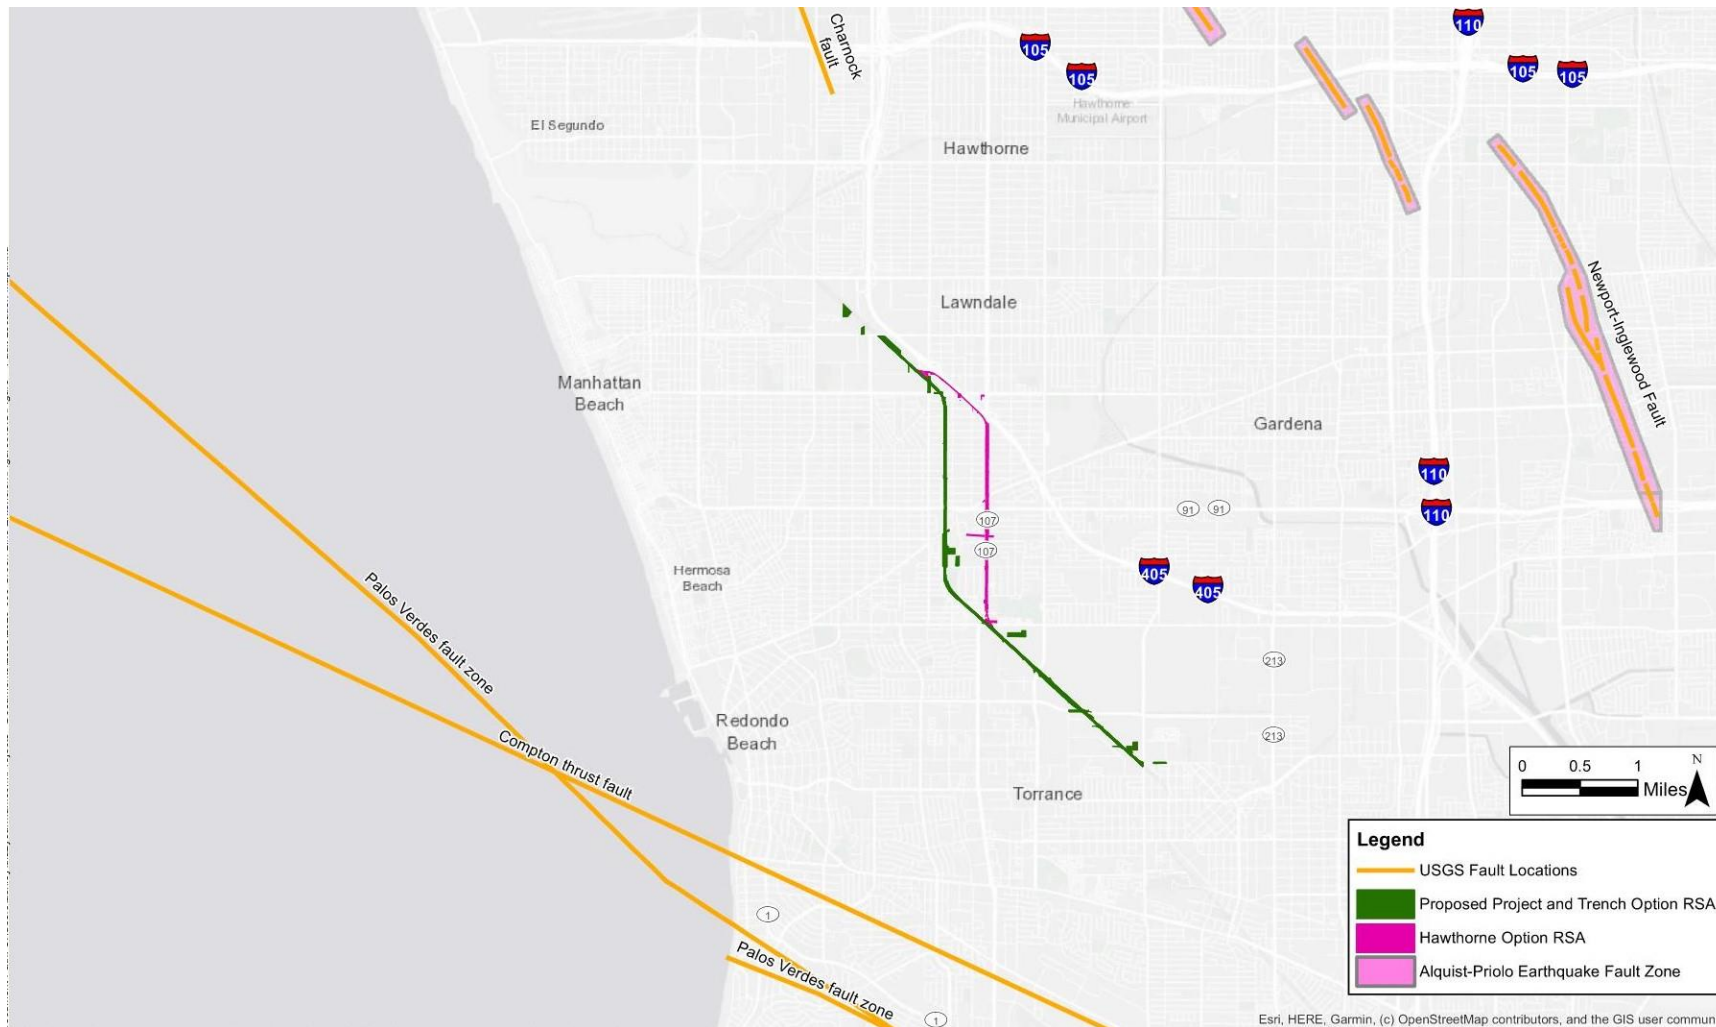 Charnock
fault
105
105
110
105
105
Hawthorne
Municipal Airport
El Segundo
Hawthorne
Newport-Inglewood Fault
Lawndale
Manhattan
Beach
Gardena
110
110
91
91
107
107
405
405
Hermosa
Beach
Palos Verdes fault zone
213
Redondo
Beach
213
Compton thrust fault
Torrance
0 0.5 1
Miles
N
1
Palos Verdes fault zone
1
Legend
USGS Fault Locations
Proposed Project and Trench Option RSA
Hawthorne Option RSA
Alquist-Priolo Earthquake Fault Zone
Esri, HERE, Garmin, (c) OpenStreetMap contributors, and the GIS user commun